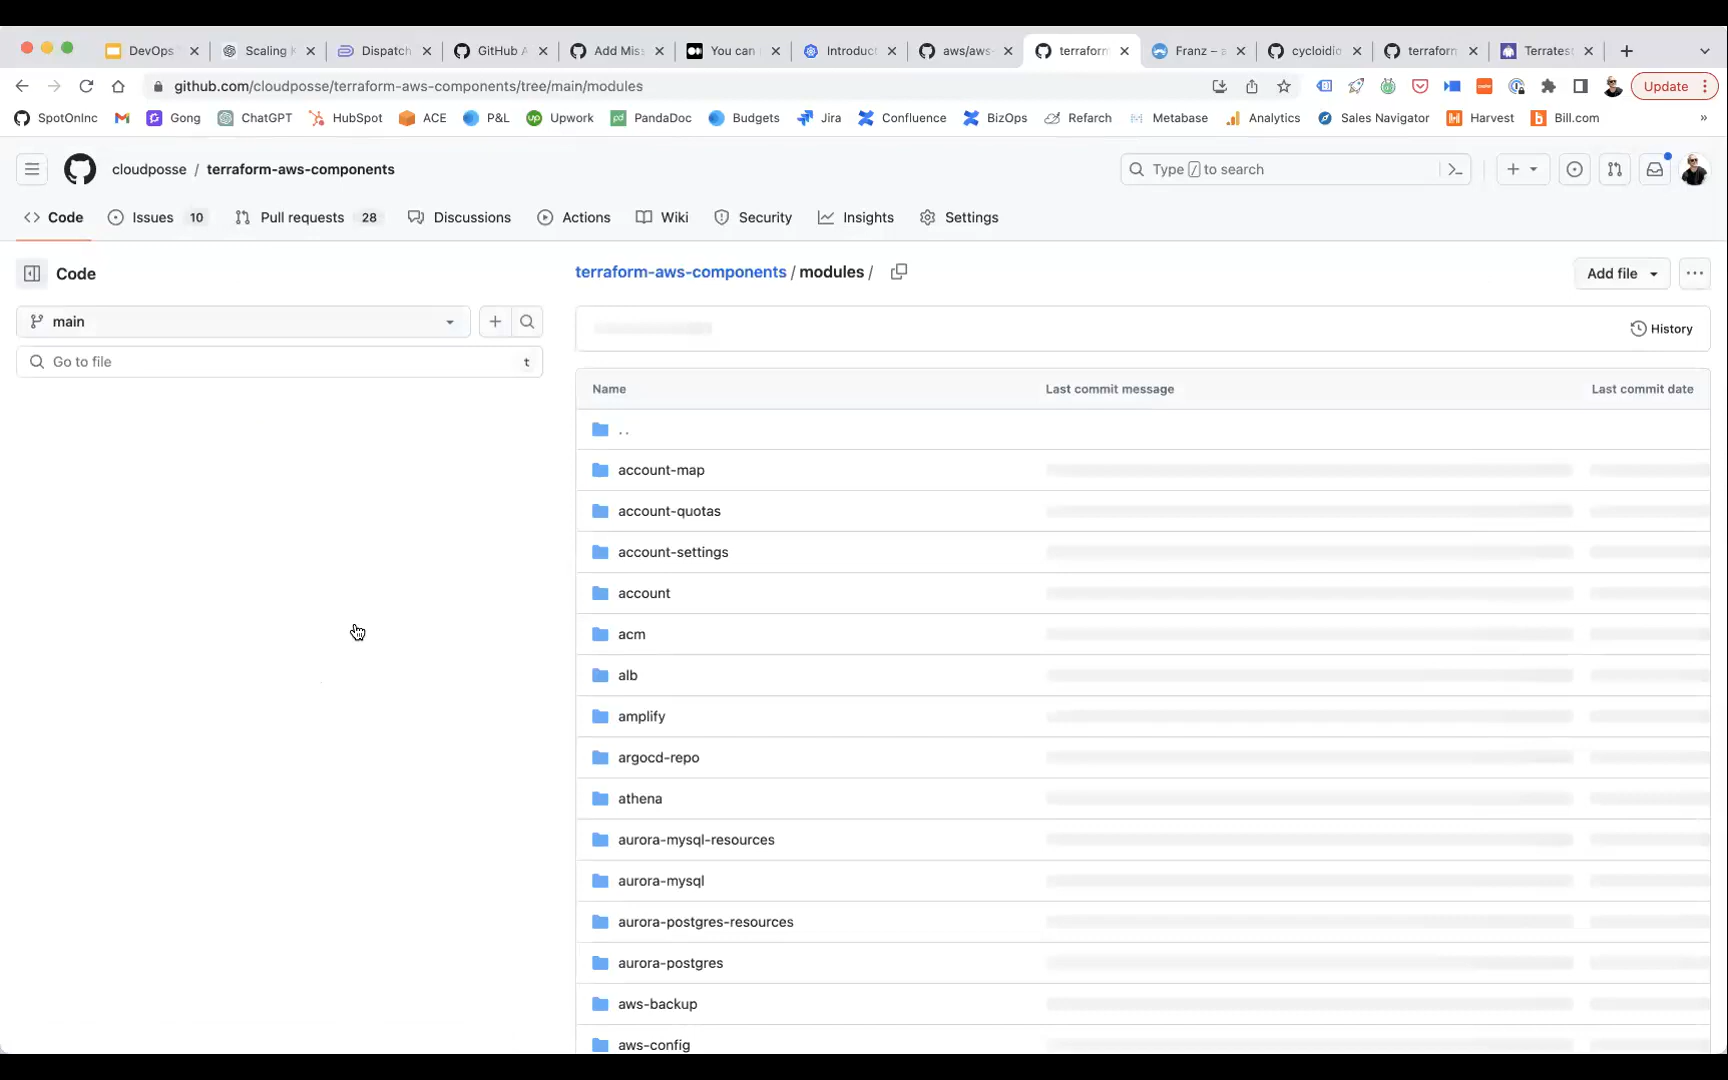 DevOps
Scaling
Dispatch
GitHub A
Add Mis
You can
Introduct
aws/aws-
terraform
Franz – a
cycloidio
terraform
Terratest
github.com/cloudposse/terraform-aws-components/tree/main/modules
Update
SpotOnInc
Gong
ChatGPT
HubSpot
ACE
P&L
Upwork
PandaDoc
Budgets
Jira
Confluence
BizOps
Refarch
Metabase
Analytics
Sales Navigator
Harvest
Bill.com
»
cloudposse / terraform-aws-components
Type / to search
Code
Issues 10
Pull requests 28
Discussions
Actions
Wiki
Security
Insights
Settings
Code
main
Go to file t
terraform-aws-components / modules /
Add file
History
Name Last commit message Last commit date
..
account-map
account-quotas
account-settings
account
acm
alb
amplify
argocd-repo
athena
aurora-mysql-resources
aurora-mysql
aurora-postgres-resources
aurora-postgres
aws-backup
aws-config